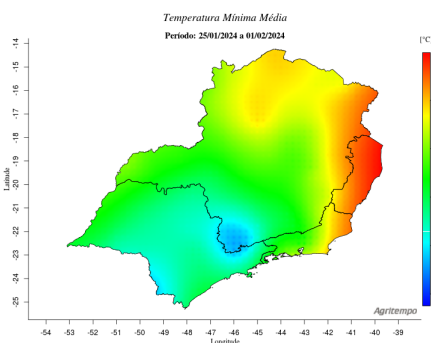 Temperatura Mínima Média
Período: 25/01/2024 a 01/02/2024
[°C
-14
-15
-16
-17
-18
-19
-20
-21
-22
-23
-24
-25
Latitude
Agritempo
-54 -53 -52 -51 -50 -49 -48 -47 -46 -45 -44 -43 -42 -41 -40 -39
Longitude